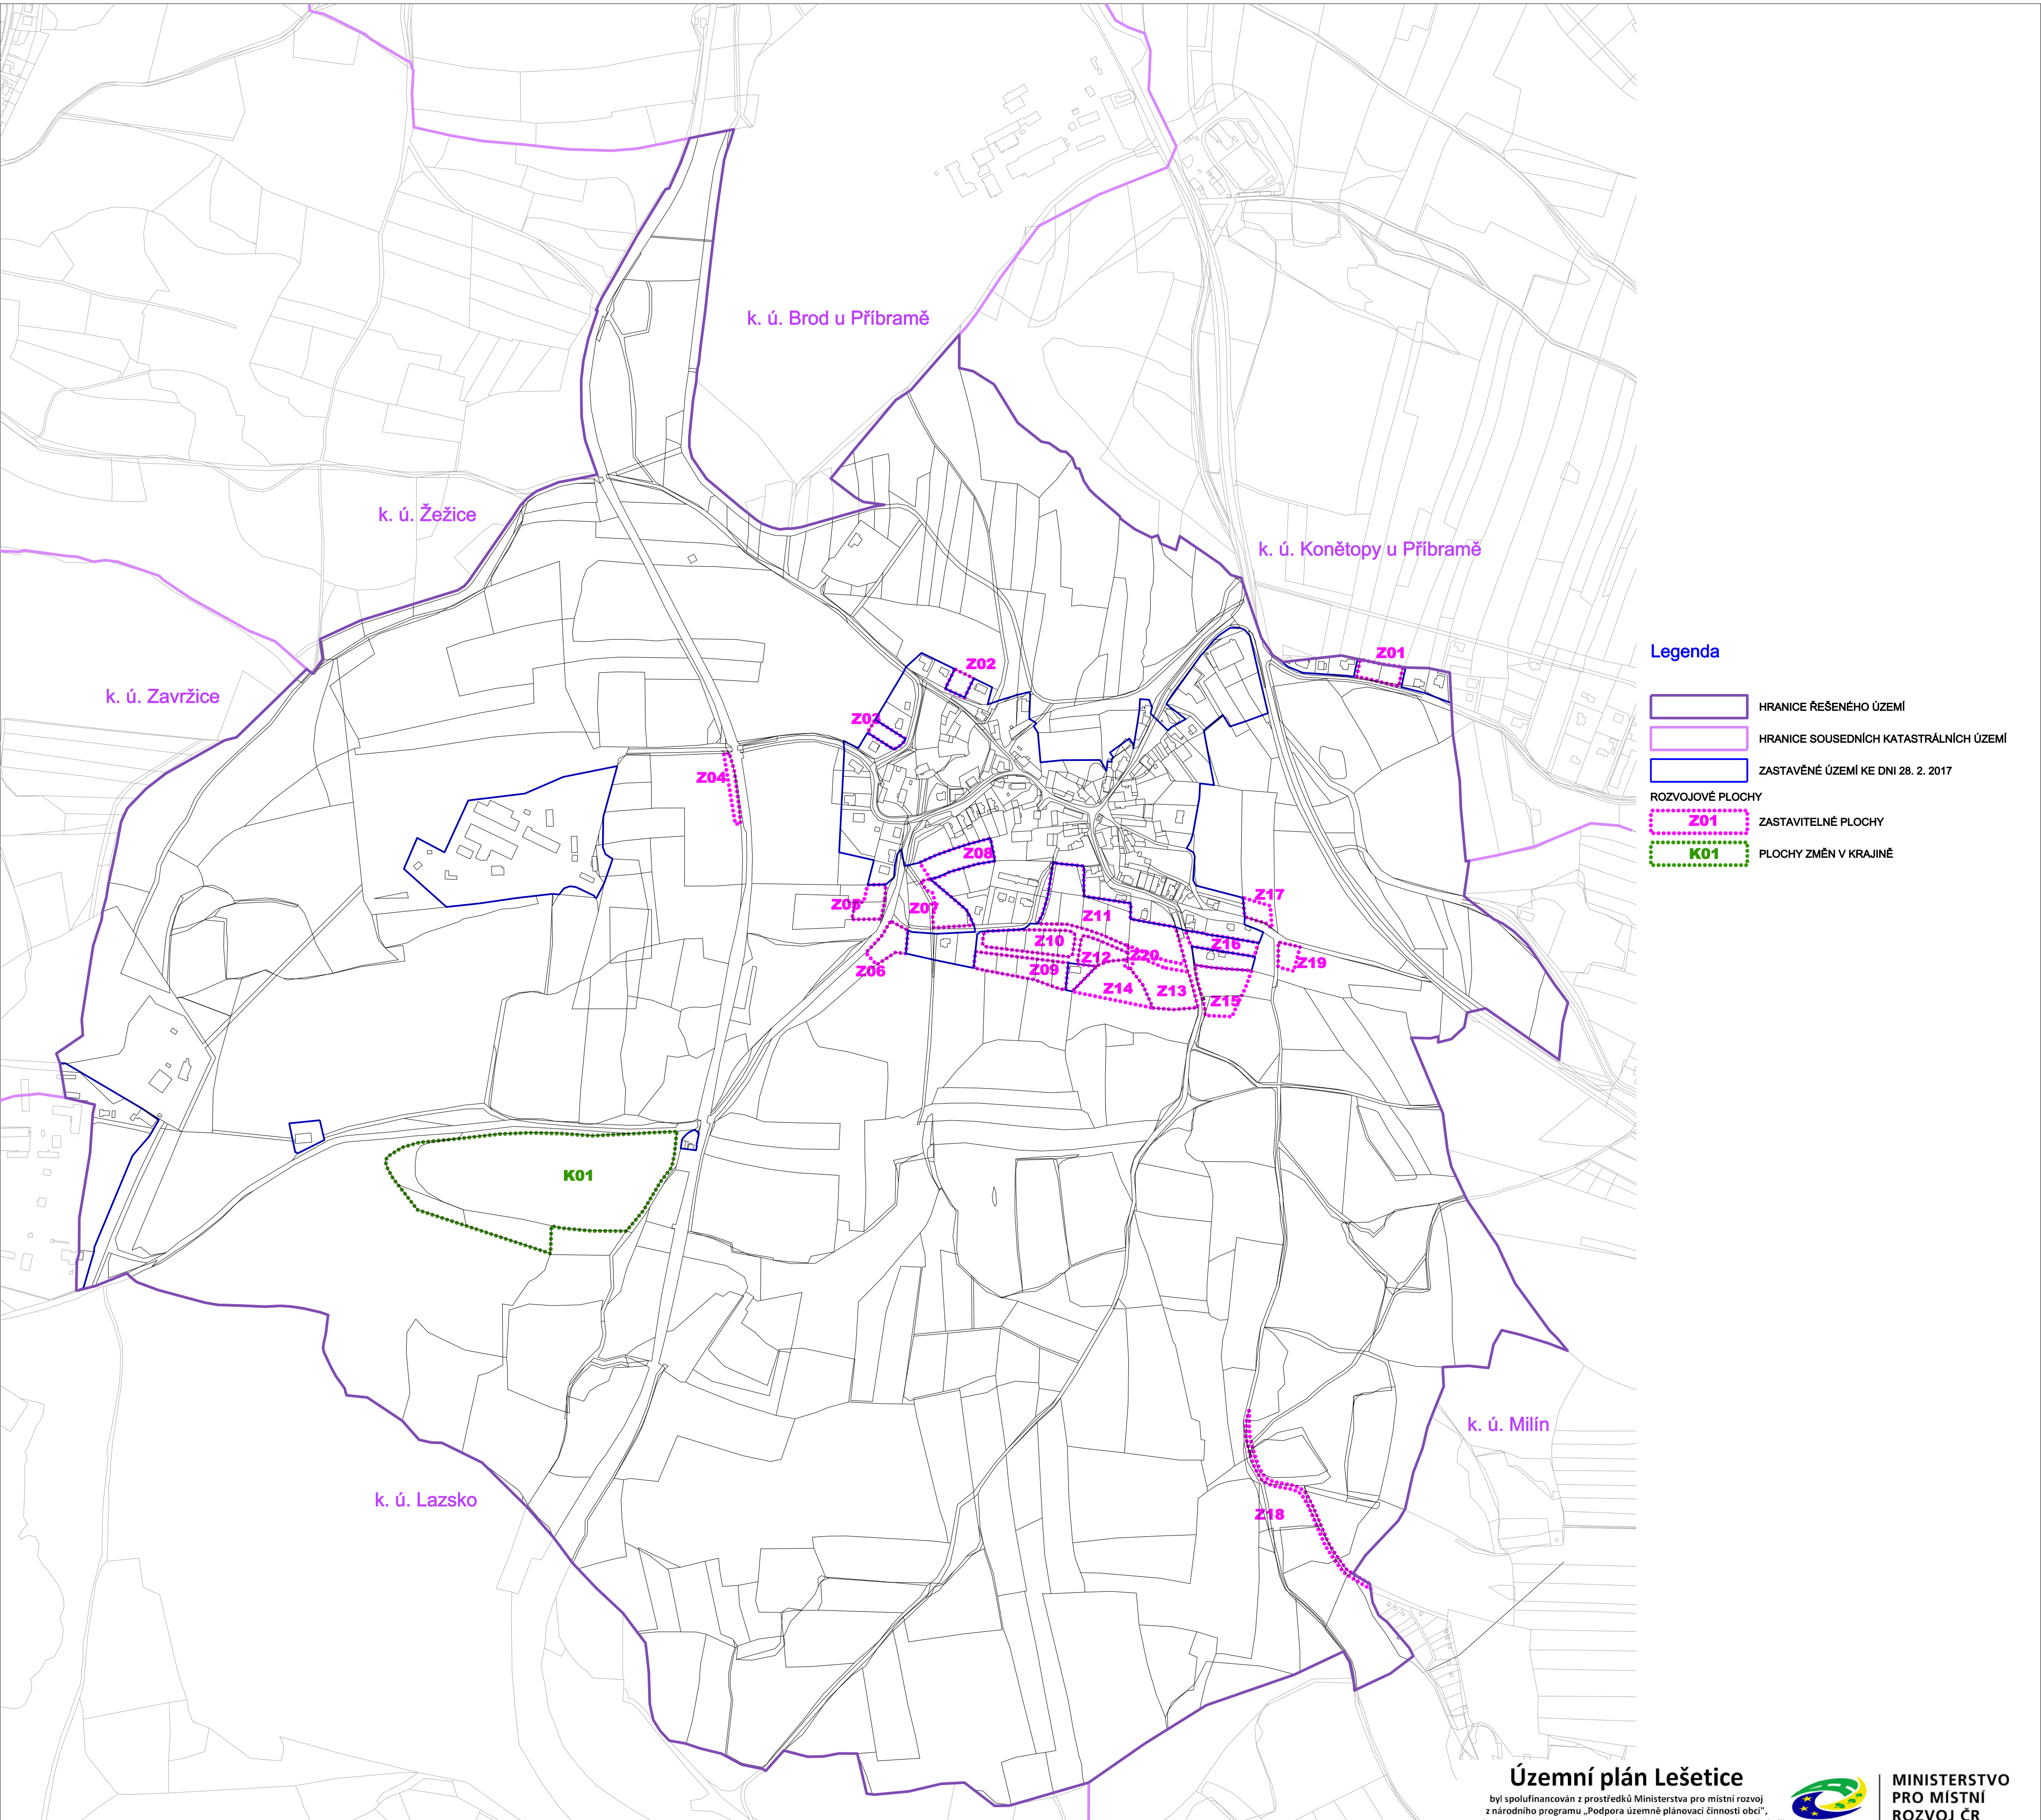 k. ú. Brod u Příbramě
k. ú. Žežice
k. ú. Konětopy u Příbramě
k. ú. Zavržice
Z01
Z02
Z03
Z04
Z08
Z05
Z07
Z17
Z11
Z10
Z16
Z12
Z20
Z06
Z09
Z19
Z14
Z13
Z15
K01
k. ú. Milín
k. ú. Lazsko
Z18
Legenda
HRANICE ŘEŠENÉHO ÚZEMÍ
HRANICE SOUSEDNÍCH KATASTRÁLNÍCH ÚZEMÍ
ZASTAVĚNÉ ÚZEMÍ KE DNI 28. 2. 2017
ROZVOJOVÉ PLOCHY
Z01 ZASTAVITELNÉ PLOCHY
K01 PLOCHY ZMĚN V KRAJINĚ
Územní plán Lešetice
byl spolufinancován z prostředků Ministerstva pro místní rozvoj
z národního programu „Podpora územně plánovací činnosti obcí",
MINISTERSTVO
PRO MÍSTNÍ
ROZVOJ ČR